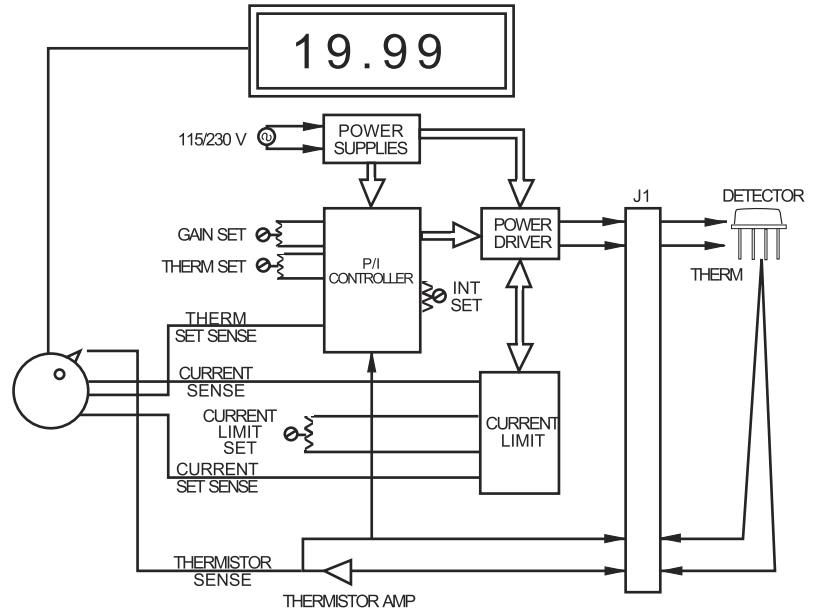 19.99
115/230 V
POWER
SUPPLIES
J1
DETECTOR
GAIN SET
THERM SET
P/I
CONTROLLER
POWER
DRIVER
THERM
INT
SET
THERM
SET SENSE
CURRENT
SENSE
CURRENT
LIMIT
SET
CURRENT
LIMIT
CURRENT
SET SENSE
THERMISTOR
SENSE
THERMISTOR AMP